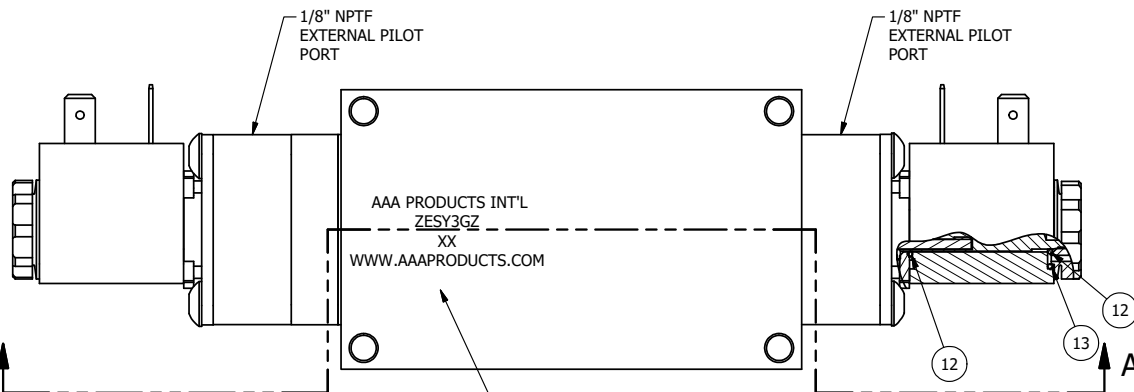 1/8" NPTF
EXTERNAL PILOT
PORT
1/8" NPTF
EXTERNAL PILOT
PORT
AAA PRODUCTS INT'L
ZESY3GZ
XX
WWW.AAAPRODUCTS.COM
12
13
12
A